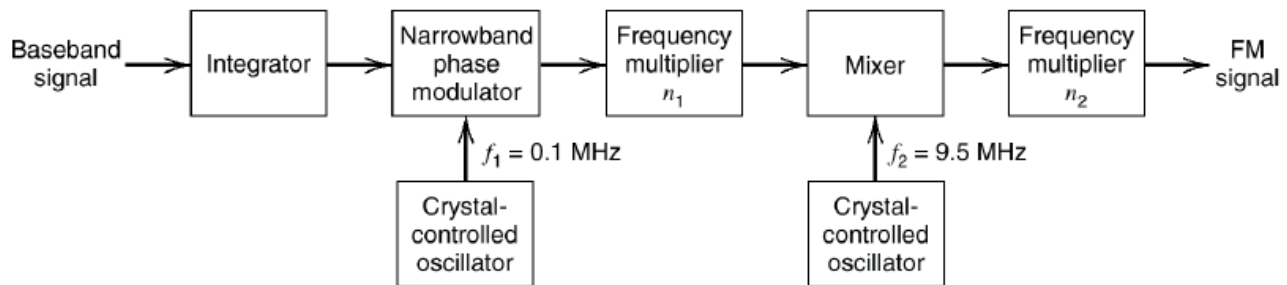 Baseband
signal
Integrator
Narrowband
phase
modulator
Frequency
multiplier
n₁
Mixer
Frequency
multiplier
n₂
FM
signal
f₁ = 0.1 MHz
f₂ = 9.5 MHz
Crystal-
controlled
oscillator
Crystal-
controlled
oscillator